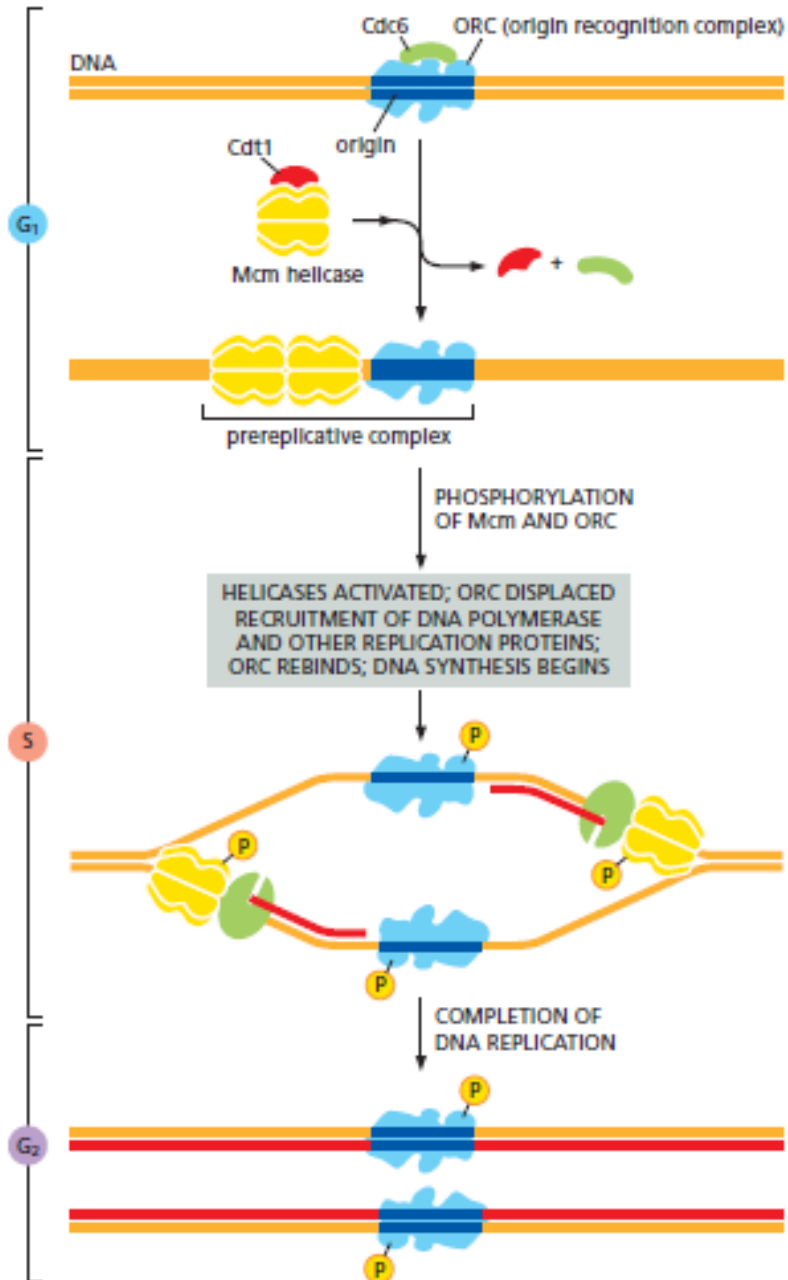 Cdc6
ORC (origin recognition complex)
DNA
origin
Cdt1
G1
+
Mcm helicase
prereplicative complex
PHOSPHORYLATION
OF Mcm AND ORC
HELICASES ACTIVATED; ORC DISPLACED
RECRUITMENT OF DNA POLYMERASE
AND OTHER REPLICATION PROTEINS;
ORC REBINDS; DNA SYNTHESIS BEGINS
S
P
P
P
P
COMPLETION OF
DNA REPLICATION
P
G2
P